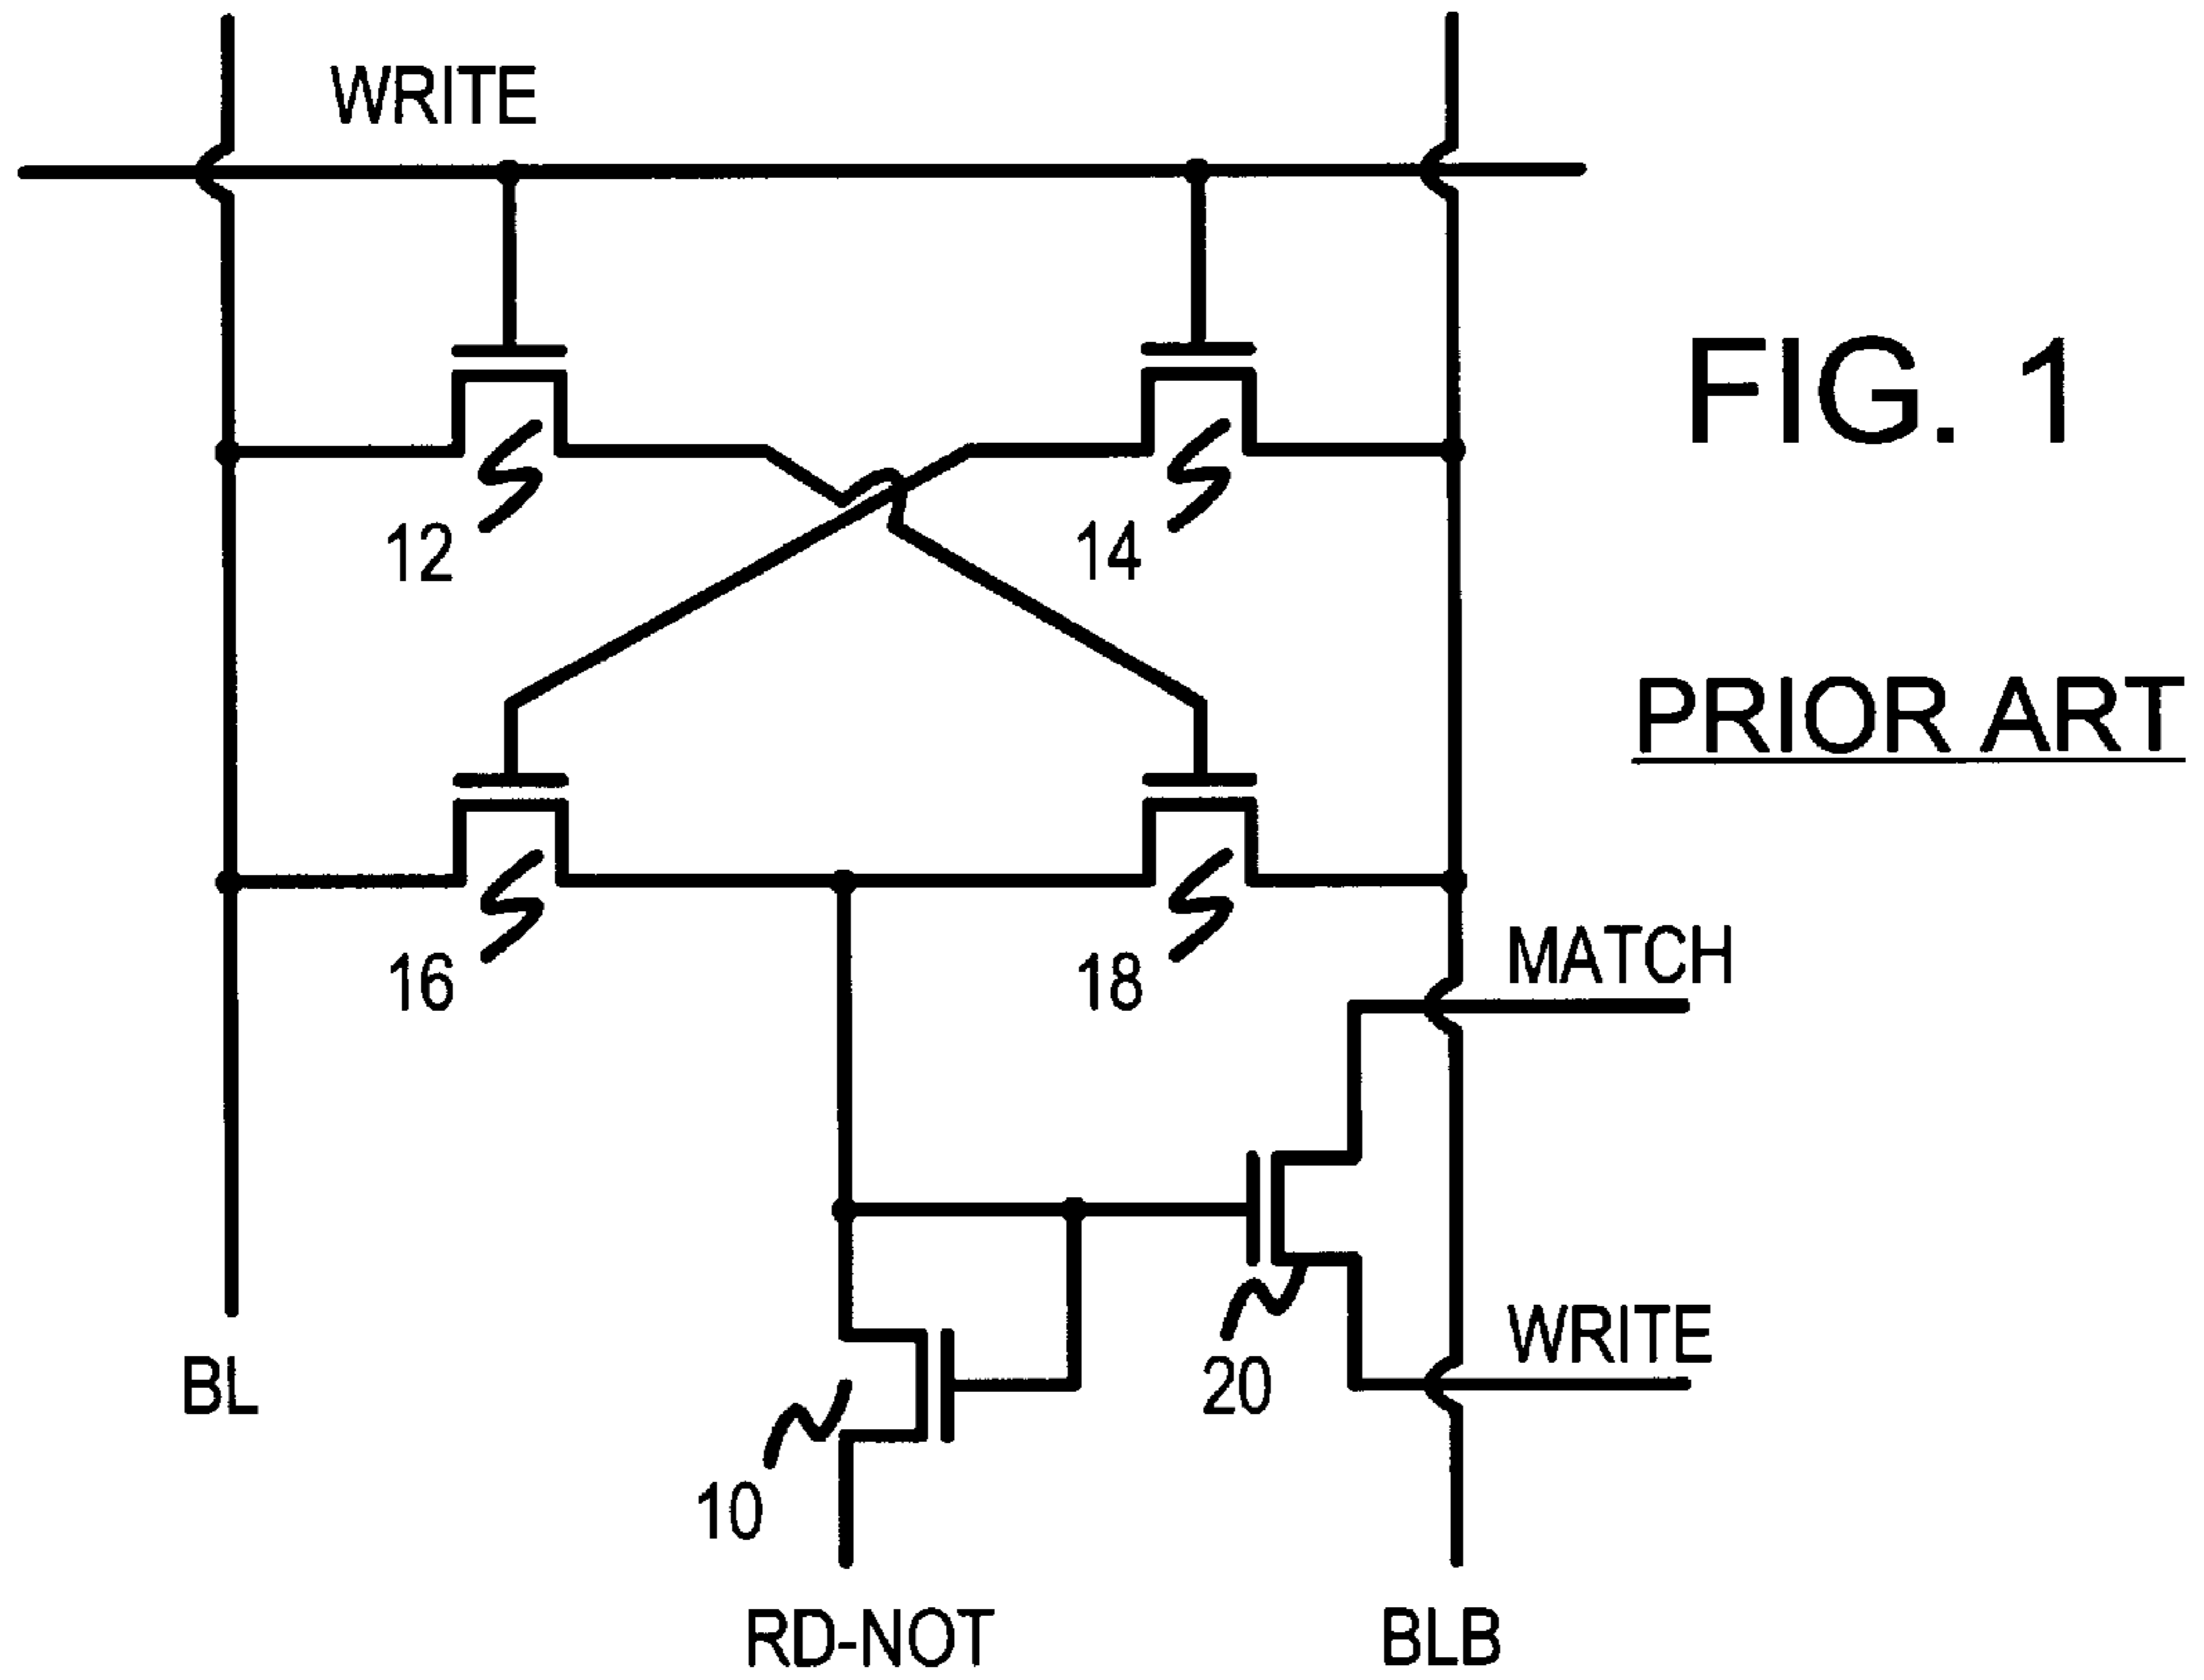 WRITE
FIG. 1
12
14
PRIOR ART
16
18
MATCH
WRITE
20
BL
10
RD-NOT
BLB